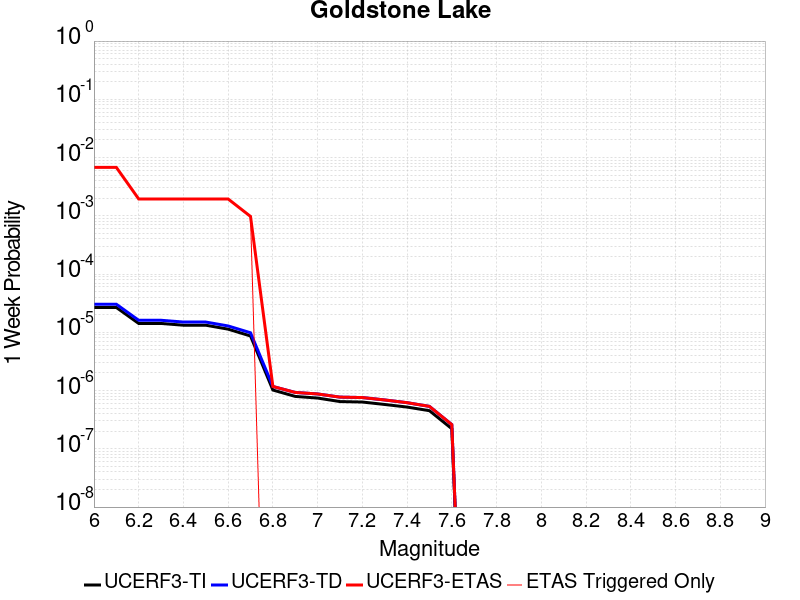 Goldstone Lake
1 Week Probability
10^0
10^-1
10^-2
10^-3
10^-4
10^-5
10^-6
10^-7
10^-8
6 6.2 6.4 6.6 6.8 7 7.2 7.4 7.6 7.8 8 8.2 8.4 8.6 8.8 9
Magnitude
UCERF3-TI UCERF3-TD UCERF3-ETAS ETAS Triggered Only